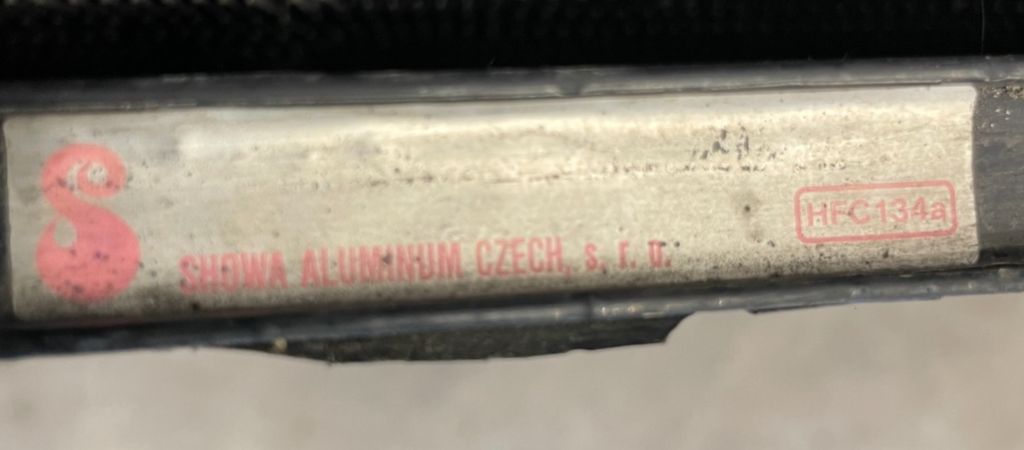 HFC134a
SHOWA ALUMINUM CZECH, s. r. o.